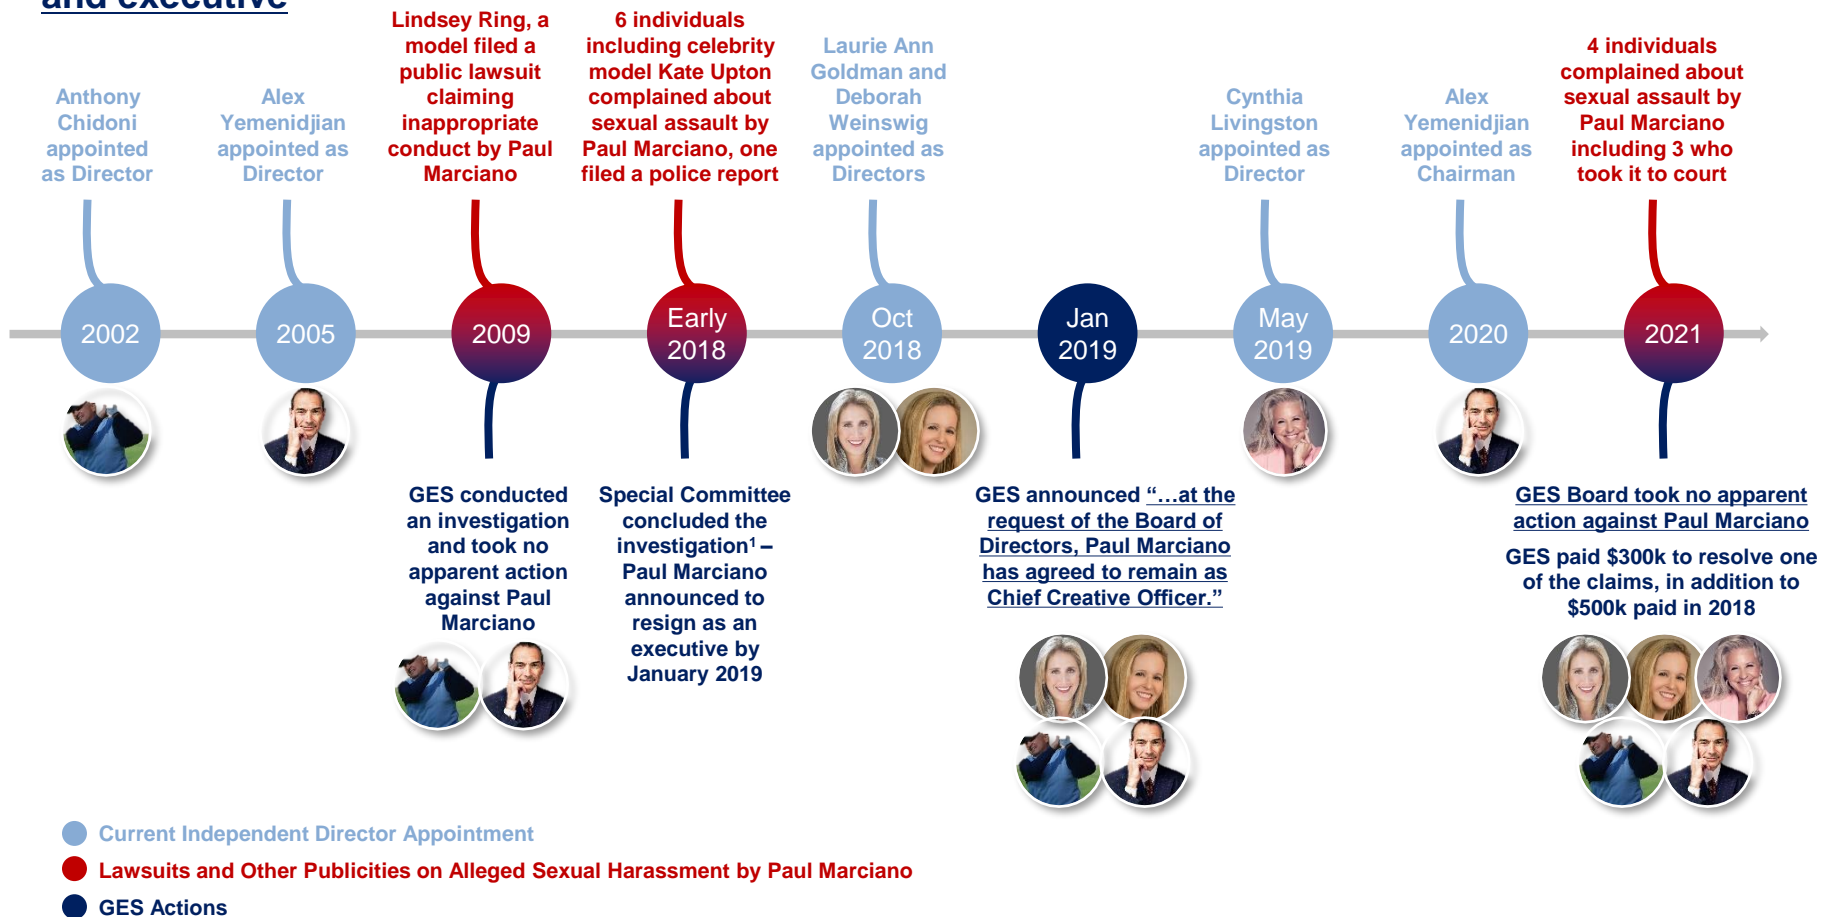 and executive
Anthony
Chidoni
appointed
as Director
Alex
Yemenidjian
appointed as
Director
Lindsey Ring, a
model filed a
public lawsuit
claiming
inappropriate
conduct by Paul
Marciano
6 individuals
including celebrity
model Kate Upton
complained about
sexual assault by
Paul Marciano, one
filed a police report
Laurie Ann
Goldman and
Deborah
Weinswig
appointed as
Directors
Cynthia
Livingston
appointed as
Director
Alex
Yemenidjian
appointed as
Chairman
4 individuals
complained about
sexual assault by
Paul Marciano
including 3 who
took it to court
2002
2005
2009
Early
2018
Oct
2018
Jan
2019
May
2019
2020
2021
GES conducted
an investigation
and took no
apparent action
against Paul
Marciano
Special Committee
concluded the
investigation¹ –
Paul Marciano
announced to
resign as an
executive by
January 2019
GES announced “…at the
request of the Board of
Directors, Paul Marciano
has agreed to remain as
Chief Creative Officer.”
GES Board took no apparent
action against Paul Marciano
GES paid $300k to resolve one
of the claims, in addition to
$500k paid in 2018
Current Independent Director Appointment
Lawsuits and Other Publicities on Alleged Sexual Harassment by Paul Marciano
GES Actions